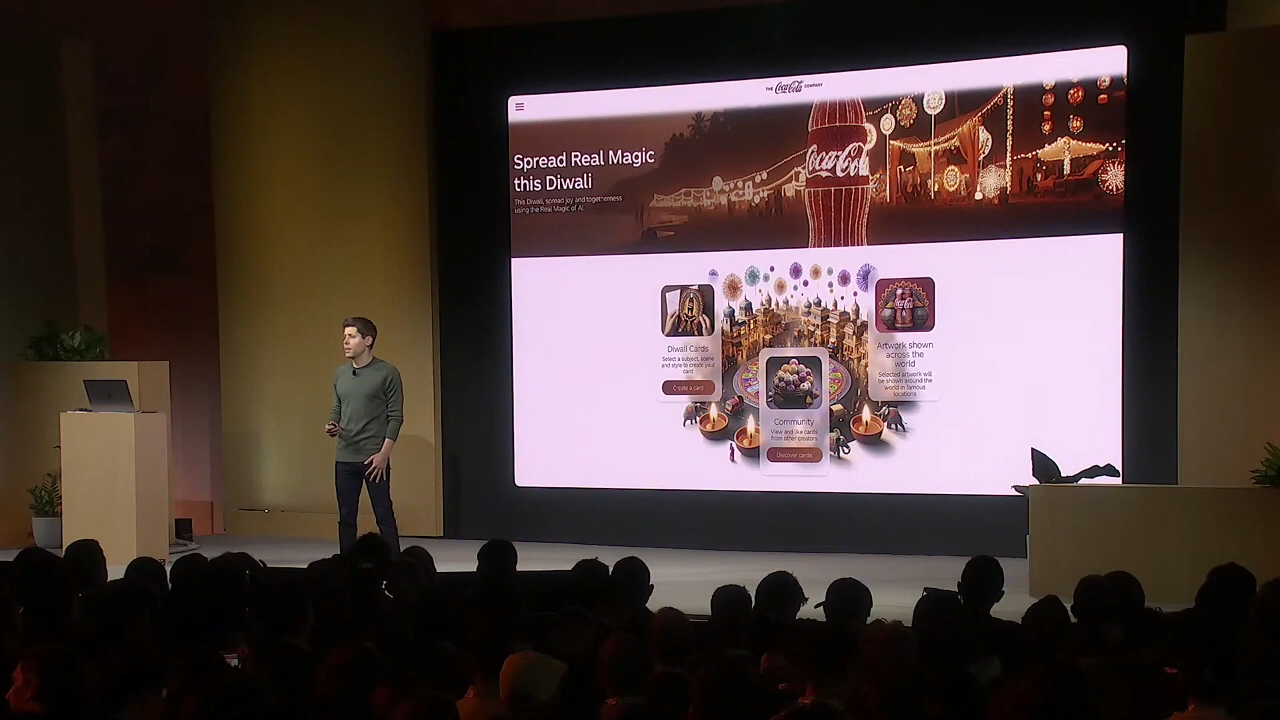 THE Coca-Cola COMPANY
Spread Real Magic
this Diwali
This Diwali, spread joy and togetherness
using the Real Magic of AI
Coca-Cola
Diwali Cards
Select a subject, scene
and style to create your
card
Create a card
Community
View and like cards
from other creators
Discover cards
Artwork shown
across the
world
Selected artwork will
be shown around the
world in famous
locations